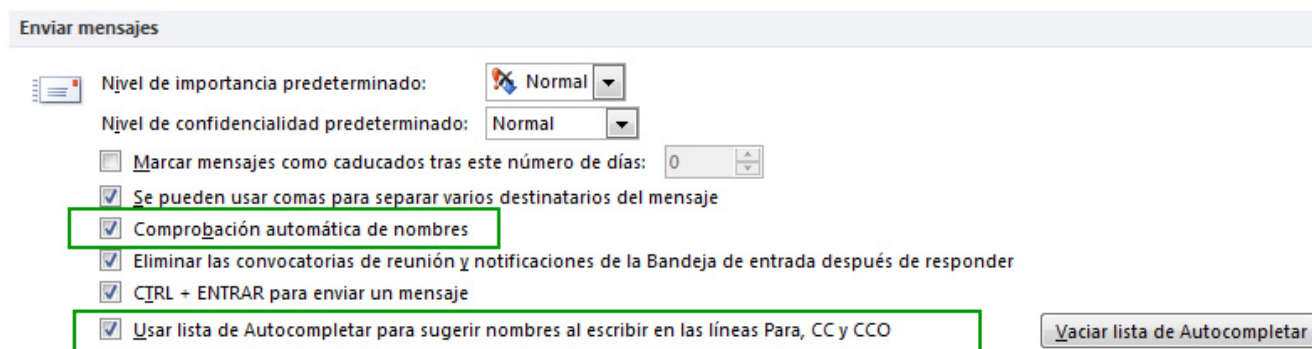 Enviar mensajes
Nivel de importancia predeterminado: Normal
Nivel de confidencialidad predeterminado: Normal
Marcar mensajes como caducados tras este número de días: 0
Se pueden usar comas para separar varios destinatarios del mensaje
Comprobación automática de nombres
Eliminar las convocatorias de reunión y notificaciones de la Bandeja de entrada después de responder
CTRL + ENTRAR para enviar un mensaje
Usar lista de Autocompletar para sugerir nombres al escribir en las líneas Para, CC y CCO Vaciar lista de Autocompletar